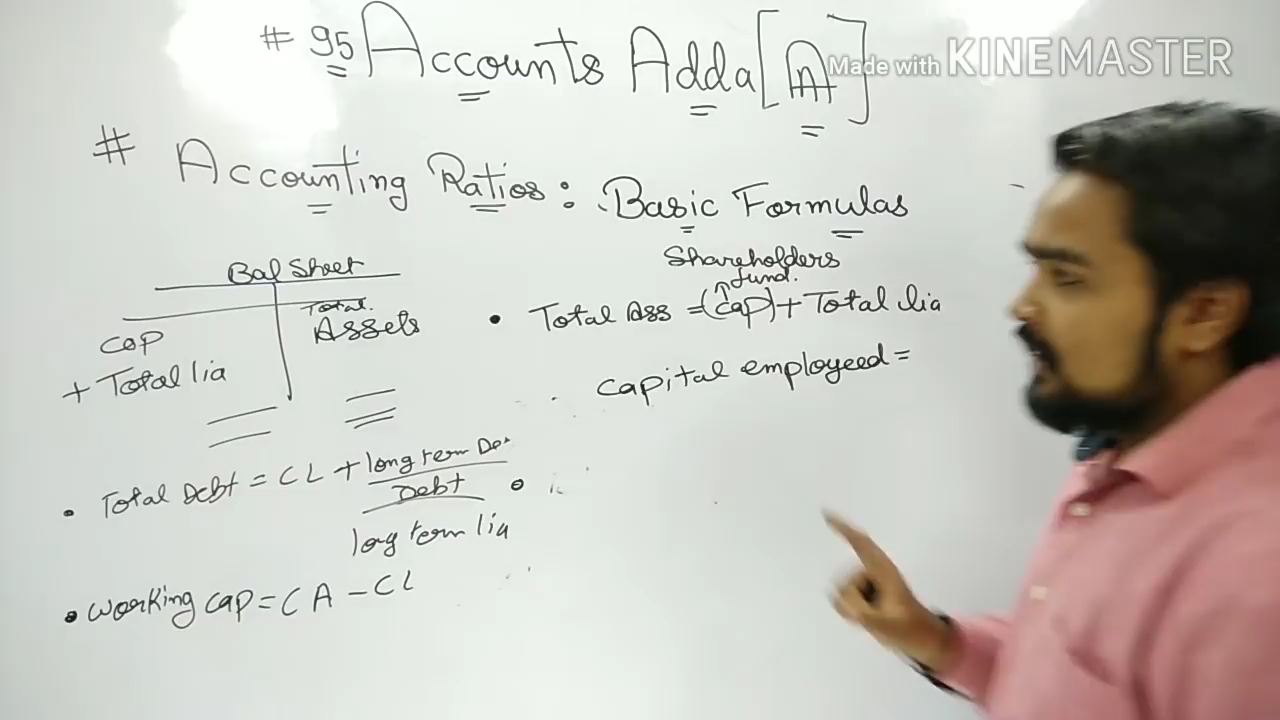 # 95 Accounts Adda [A]
Made with KINEMASTER
# Accounting Ratios : Basic Formulas
Bal Sheet
Cap
+ Total lia
Total
Assets
• Total Debt = CL + long term
Debt
long term lia
• Working cap = CA - CL
Shareholders
↑ fund.
• Total Ass = (cap) + Total lia
capital employeed =